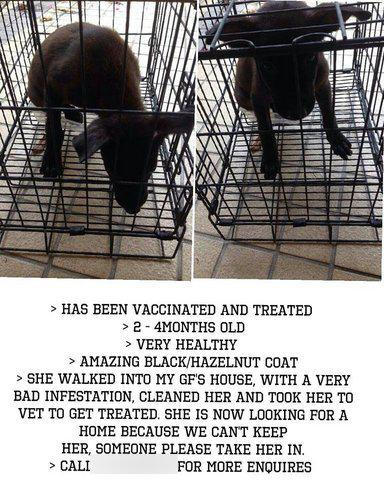 > HAS BEEN VACCINATED AND TREATED
> 2 - 4MONTHS OLD
> VERY HEALTHY
> AMAZING BLACK/HAZELNUT COAT
> SHE WALKED INTO MY GF'S HOUSE, WITH A VERY
BAD INFESTATION, CLEANED HER AND TOOK HER TO
VET TO GET TREATED. SHE IS NOW LOOKING FOR A
HOME BECAUSE WE CAN'T KEEP
HER, SOMEONE PLEASE TAKE HER IN.
> CALI FOR MORE ENQUIRES